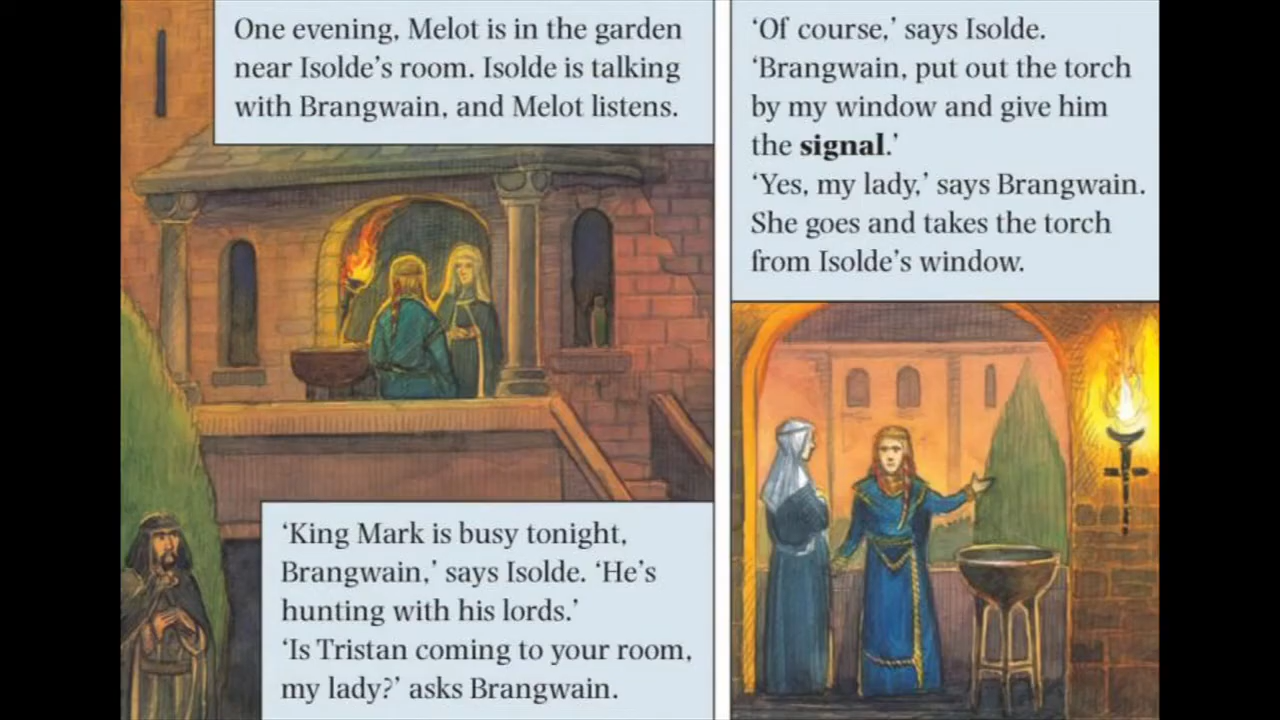 One evening, Melot is in the garden
near Isolde’s room. Isolde is talking
with Brangwain, and Melot listens.
‘King Mark is busy tonight,
Brangwain,’ says Isolde. ‘He’s
hunting with his lords.’
‘Is Tristan coming to your room,
my lady?’ asks Brangwain.
‘Of course,’ says Isolde.
‘Brangwain, put out the torch
by my window and give him
the signal.’
‘Yes, my lady,’ says Brangwain.
She goes and takes the torch
from Isolde’s window.